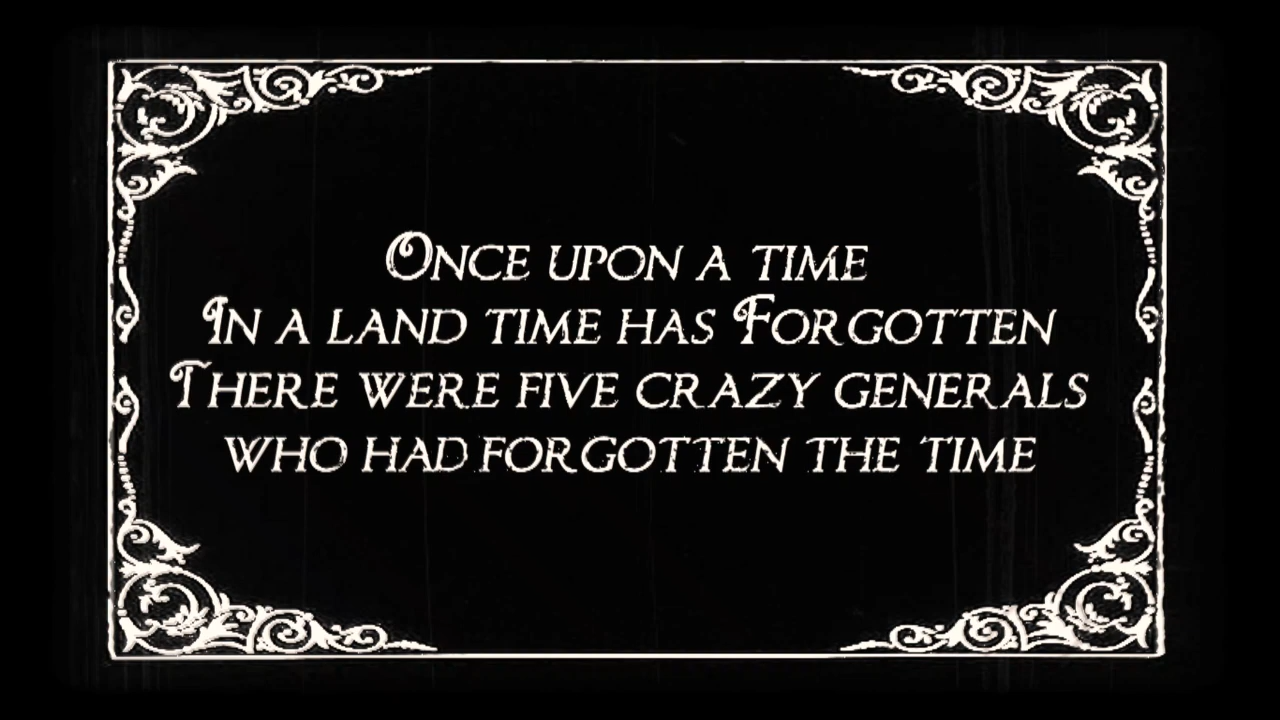 Once upon a time
In a land time has Forgotten
There were five crazy generals
who had forgotten the time